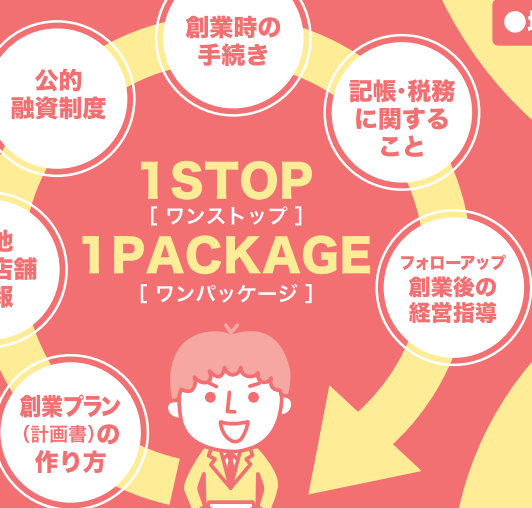 創業時の
手続き
公的
融資制度
記帳・税務
に関する
こと
1STOP
[ ワンストップ ]
1PACKAGE
[ ワンパッケージ ]
他
店舗
報
フォローアップ
創業後の
経営指導
創業プラン
（計画書）の
作り方